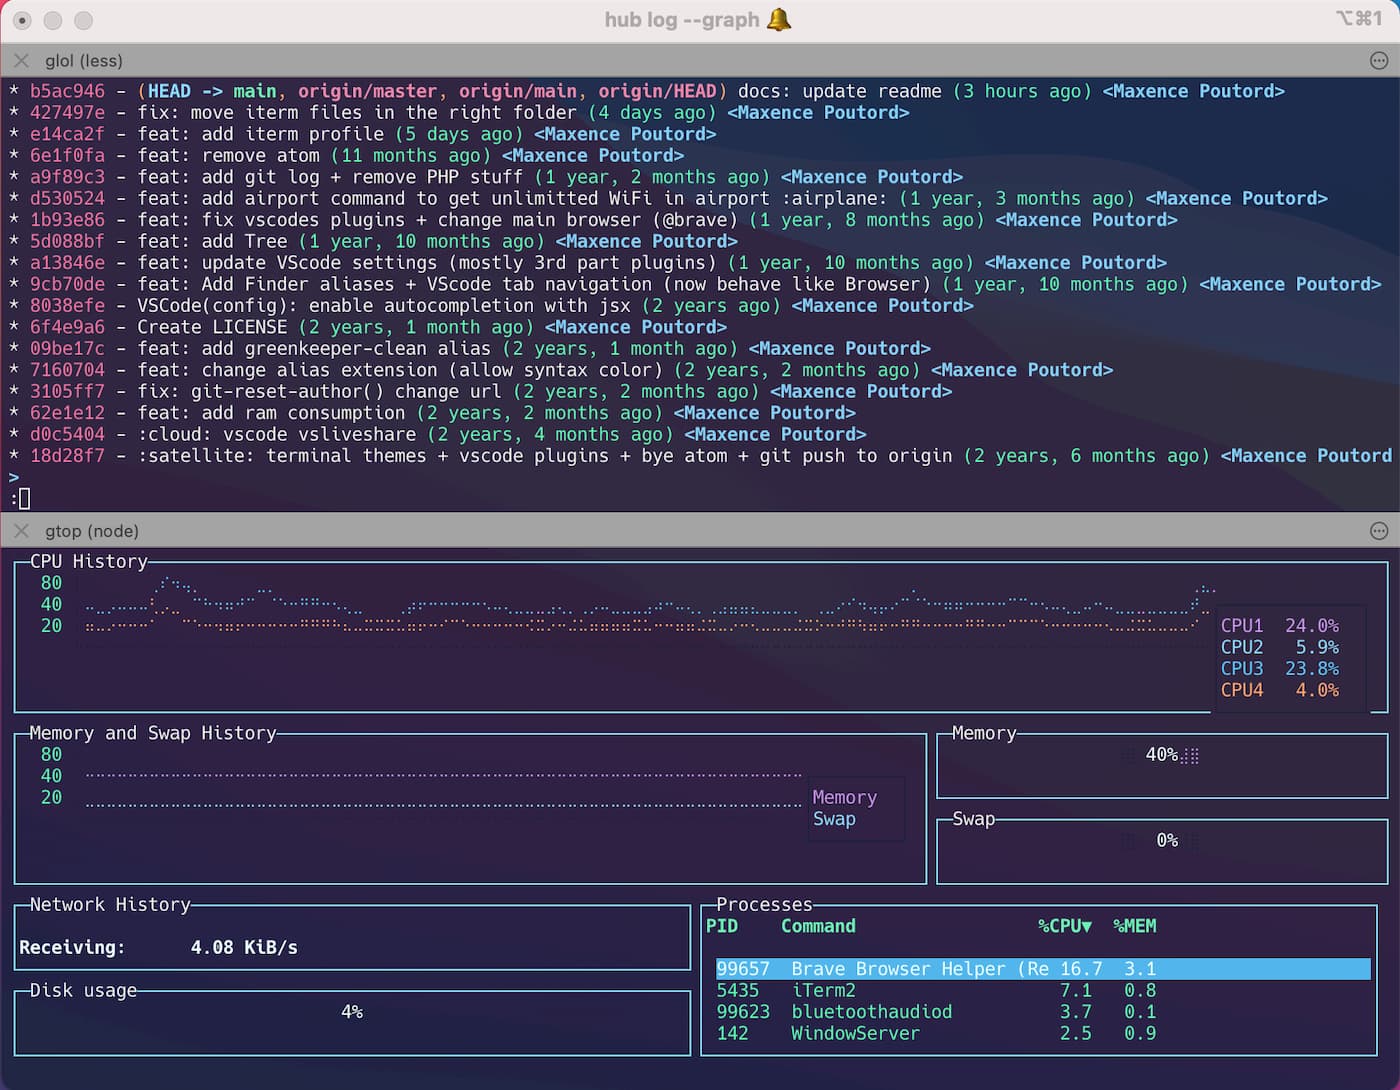 hub log --graph 🔔 ⌥⌘1
glol (less)
* b5ac946 - (HEAD -> main, origin/master, origin/main, origin/HEAD) docs: update readme (3 hours ago) <Maxence Poutord>
* 427497e - fix: move iterm files in the right folder (4 days ago) <Maxence Poutord>
* e14ca2f - feat: add iterm profile (5 days ago) <Maxence Poutord>
* 6e1f0fa - feat: remove atom (11 months ago) <Maxence Poutord>
* a9f89c3 - feat: add git log + remove PHP stuff (1 year, 2 months ago) <Maxence Poutord>
* d530524 - feat: add airport command to get unlimitted WiFi in airport :airplane: (1 year, 3 months ago) <Maxence Poutord>
* 1b93e86 - feat: fix vscodes plugins + change main browser (@brave) (1 year, 8 months ago) <Maxence Poutord>
* 5d088bf - feat: add Tree (1 year, 10 months ago) <Maxence Poutord>
* a13846e - feat: update VScode settings (mostly 3rd part plugins) (1 year, 10 months ago) <Maxence Poutord>
* 9cb70de - feat: Add Finder aliases + VScode tab navigation (now behave like Browser) (1 year, 10 months ago) <Maxence Poutord>
* 8038efe - VSCode(config): enable autocompletion with jsx (2 years ago) <Maxence Poutord>
* 6f4e9a6 - Create LICENSE (2 years, 1 month ago) <Maxence Poutord>
* 09be17c - feat: add greenkeeper-clean alias (2 years, 1 month ago) <Maxence Poutord>
* 7160704 - feat: change alias extension (allow syntax color) (2 years, 2 months ago) <Maxence Poutord>
* 3105ff7 - fix: git-reset-author() change url (2 years, 2 months ago) <Maxence Poutord>
* 62e1e12 - feat: add ram consumption (2 years, 2 months ago) <Maxence Poutord>
* d0c5404 - :cloud: vscode vsliveshare (2 years, 4 months ago) <Maxence Poutord>
* 18d28f7 - :satellite: terminal themes + vscode plugins + bye atom + git push to origin (2 years, 6 months ago) <Maxence Poutord
>
:
gtop (node)
CPU History
80
40
20
CPU1 24.0%
CPU2 5.9%
CPU3 23.8%
CPU4 4.0%
Memory and Swap History
80
40
20
Memory
Swap
Memory
40%
Swap
0%
Network History
Receiving: 4.08 KiB/s
Disk usage
4%
Processes
PID Command %CPU▼ %MEM
99657 Brave Browser Helper (Re 16.7 3.1
5435 iTerm2 7.1 0.8
99623 bluetoothaudiod 3.7 0.1
142 WindowServer 2.5 0.9